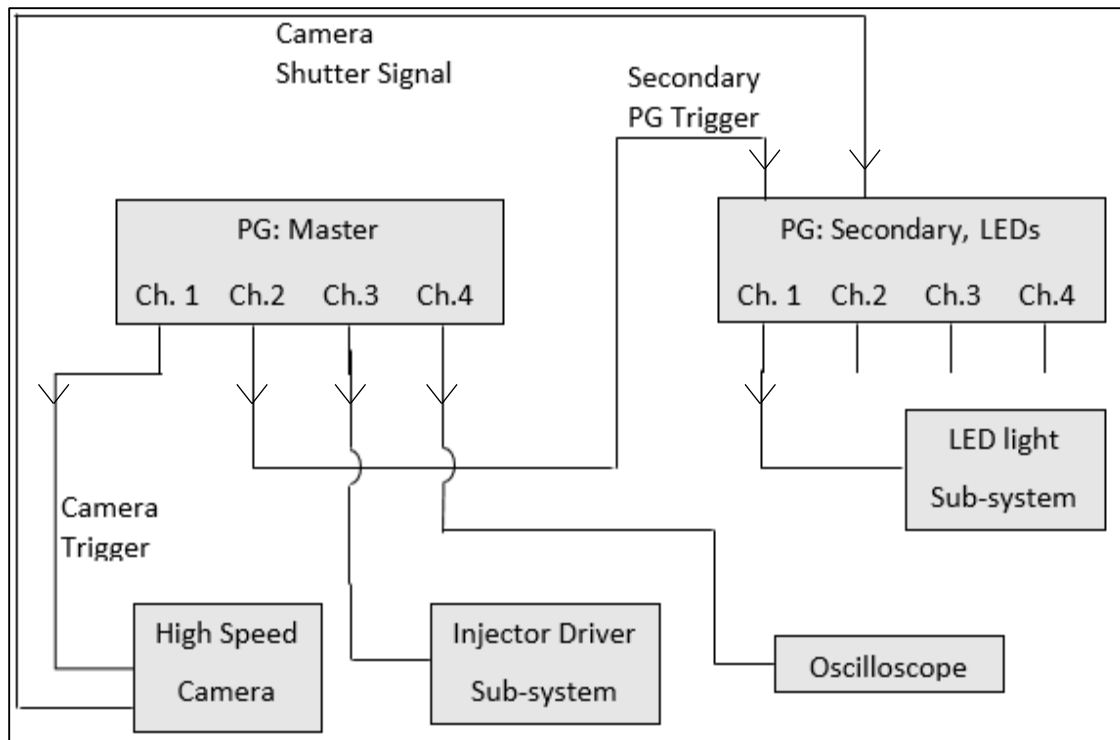 Camera
Shutter Signal
Secondary
PG Trigger
PG: Master
Ch. 1 Ch.2 Ch.3 Ch.4
PG: Secondary, LEDs
Ch. 1 Ch.2 Ch.3 Ch.4
LED light
Sub-system
Camera
Trigger
High Speed
Camera
Injector Driver
Sub-system
Oscilloscope